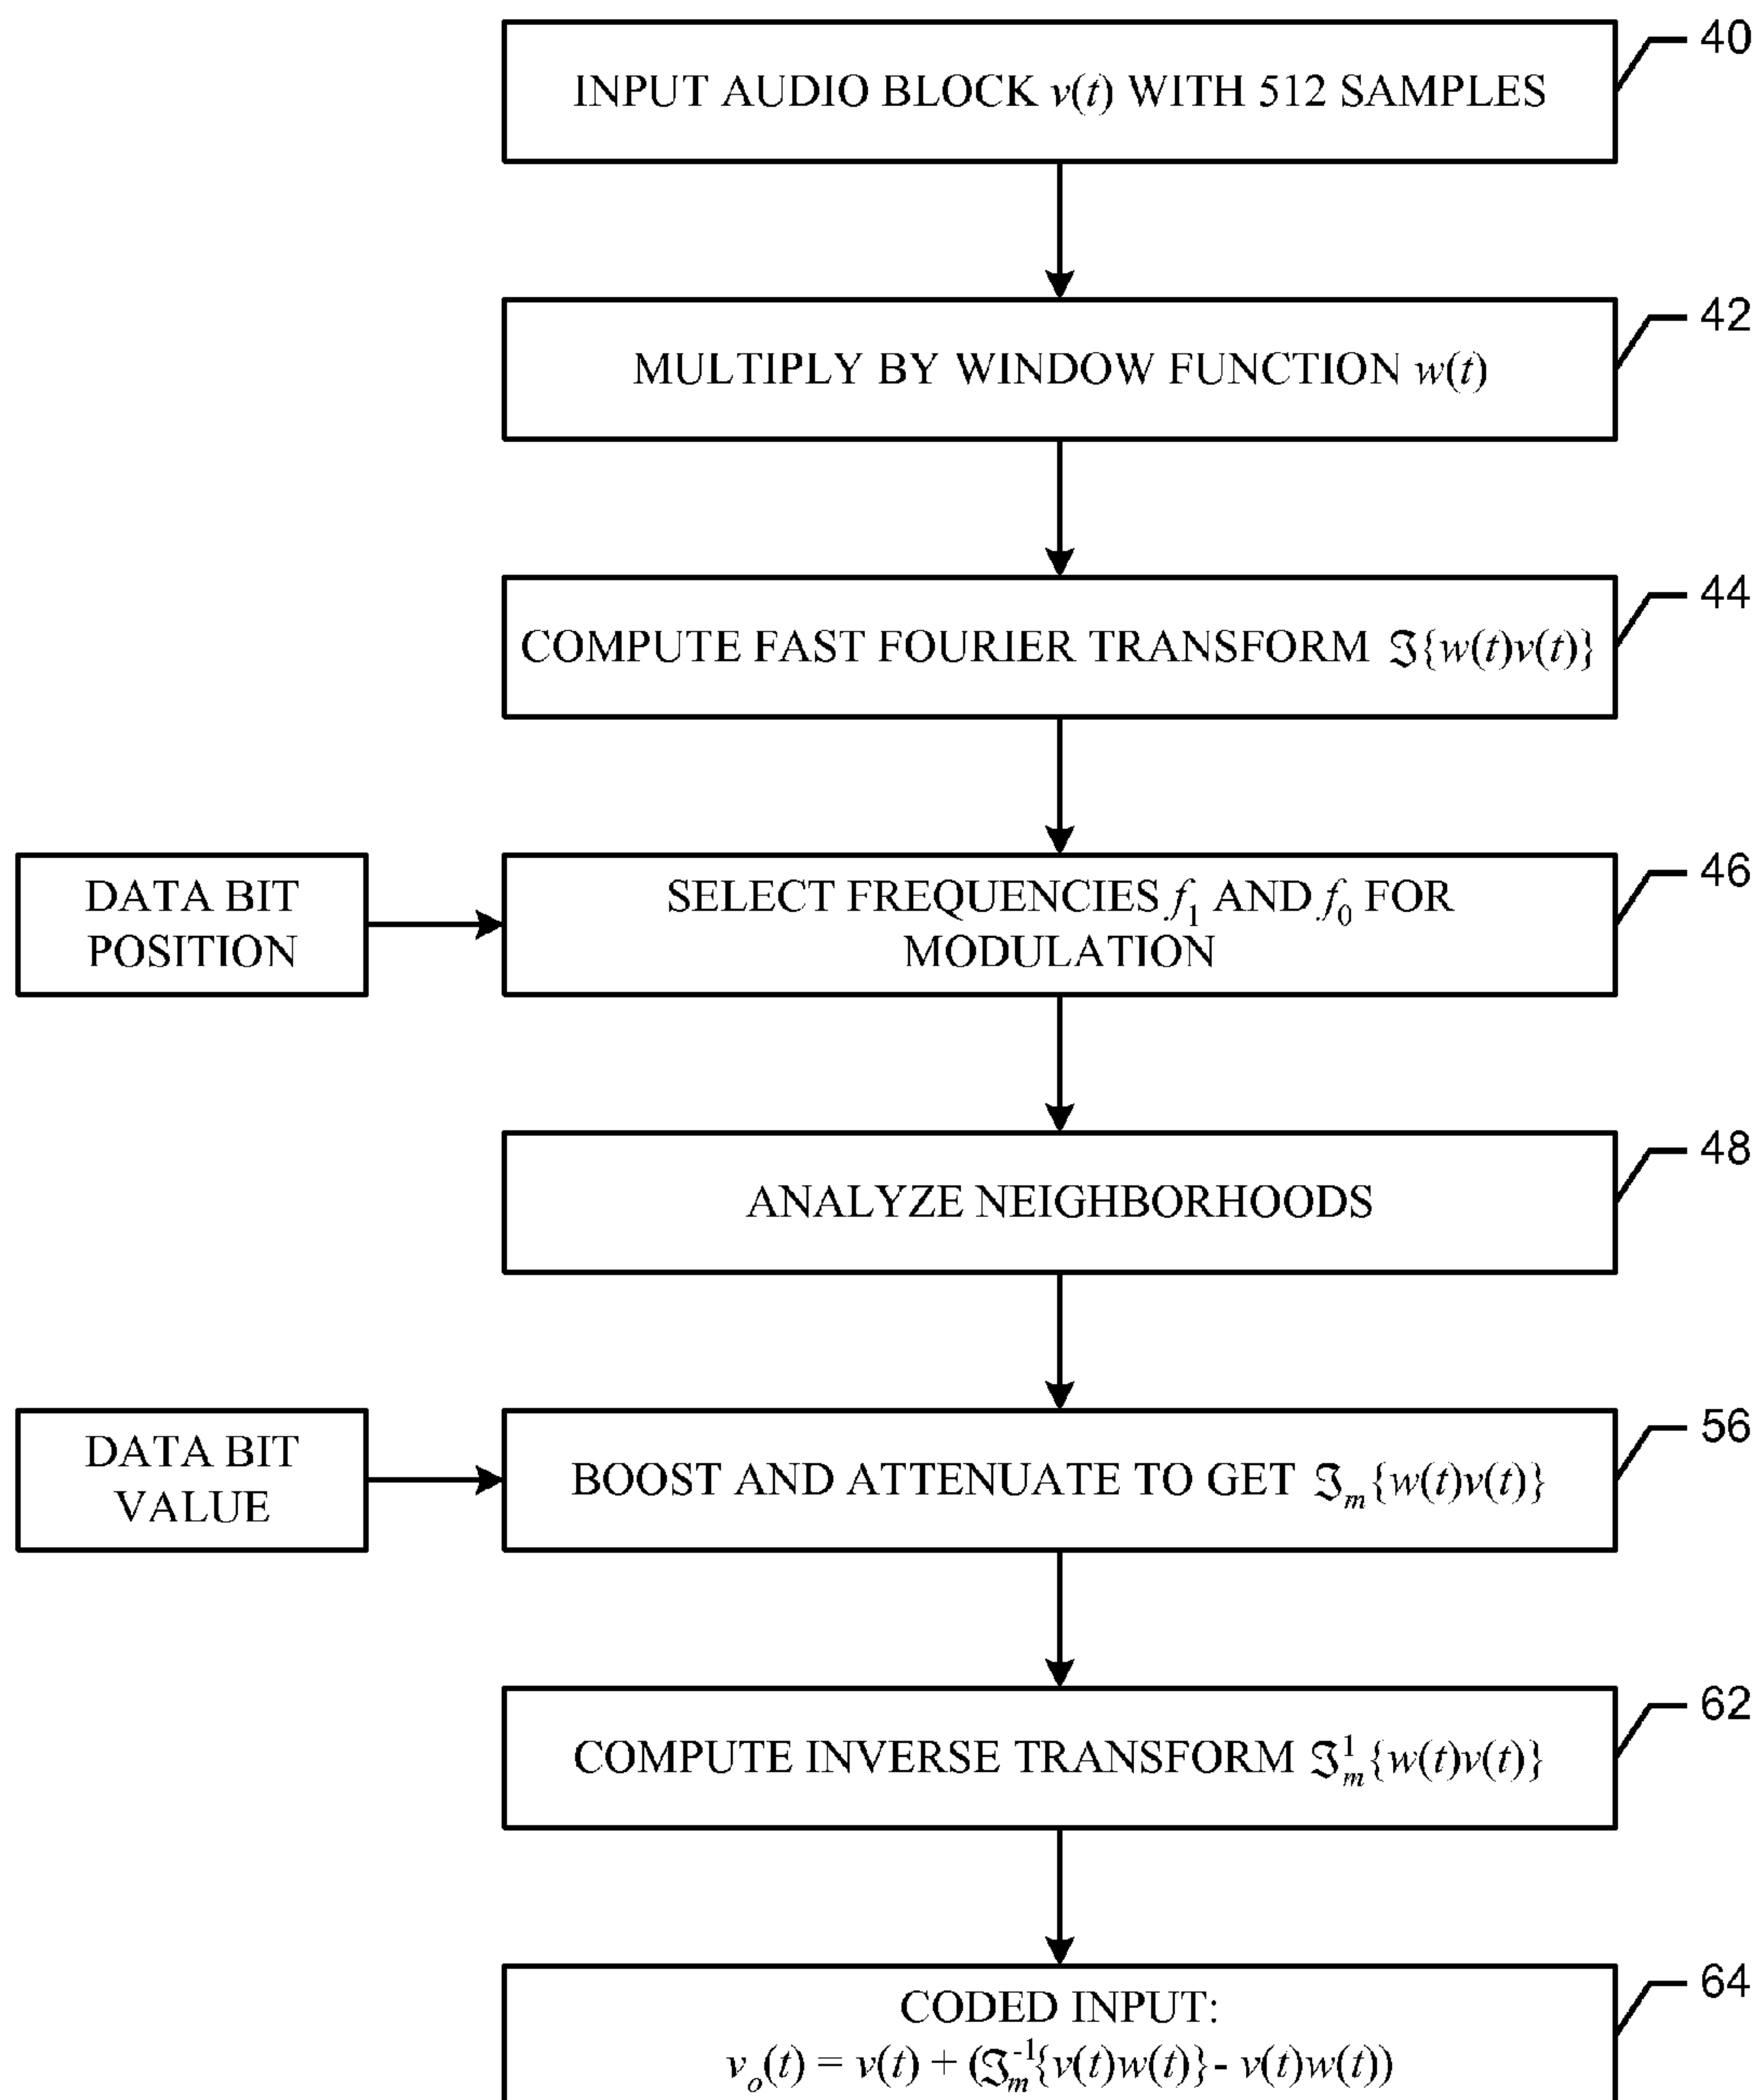 40
INPUT AUDIO BLOCK v(t) WITH 512 SAMPLES
42
MULTIPLY BY WINDOW FUNCTION w(t)
44
COMPUTE FAST FOURIER TRANSFORM ℑ{w(t)v(t)}
46
DATA BIT
POSITION
SELECT FREQUENCIES f₁ AND f₀ FOR
MODULATION
48
ANALYZE NEIGHBORHOODS
56
DATA BIT
VALUE
BOOST AND ATTENUATE TO GET ℑₘ{w(t)v(t)}
62
COMPUTE INVERSE TRANSFORM ℑₘ¹{w(t)v(t)}
64
CODED INPUT:
vₒ(t) = v(t) + (ℑₘ⁻¹{v(t)w(t)}- v(t)w(t))